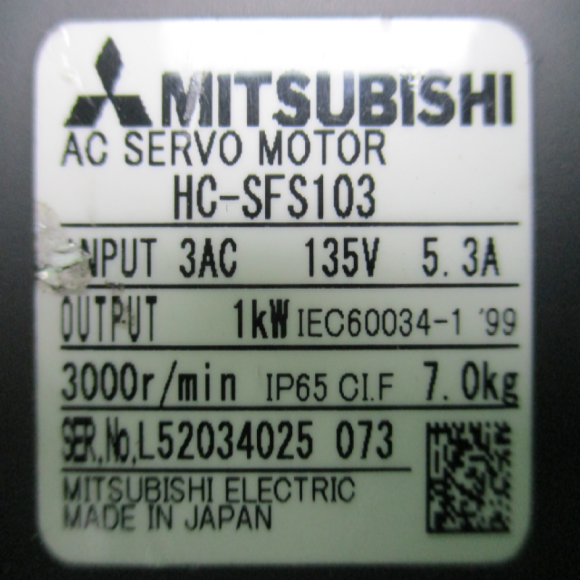 MITSUBISHI
AC SERVO MOTOR
HC-SFS103
INPUT 3AC 135V 5.3A
OUTPUT 1kW IEC60034-1 '99
3000r/min IP65 CI.F 7.0kg
SER.No.L52034025 073
MITSUBISHI ELECTRIC
MADE IN JAPAN